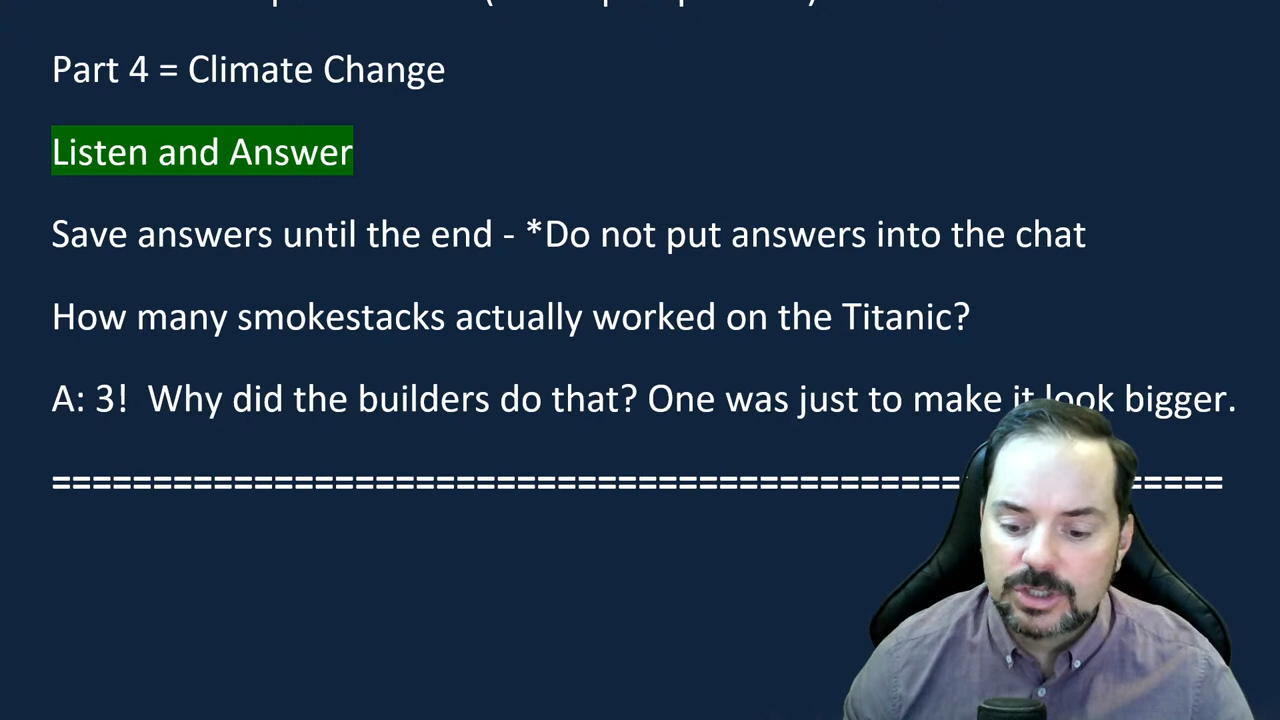 Part 4 = Climate Change
Listen and Answer
Save answers until the end - *Do not put answers into the chat
How many smokestacks actually worked on the Titanic?
A: 3!  Why did the builders do that? One was just to make it look bigger.
=========================================================